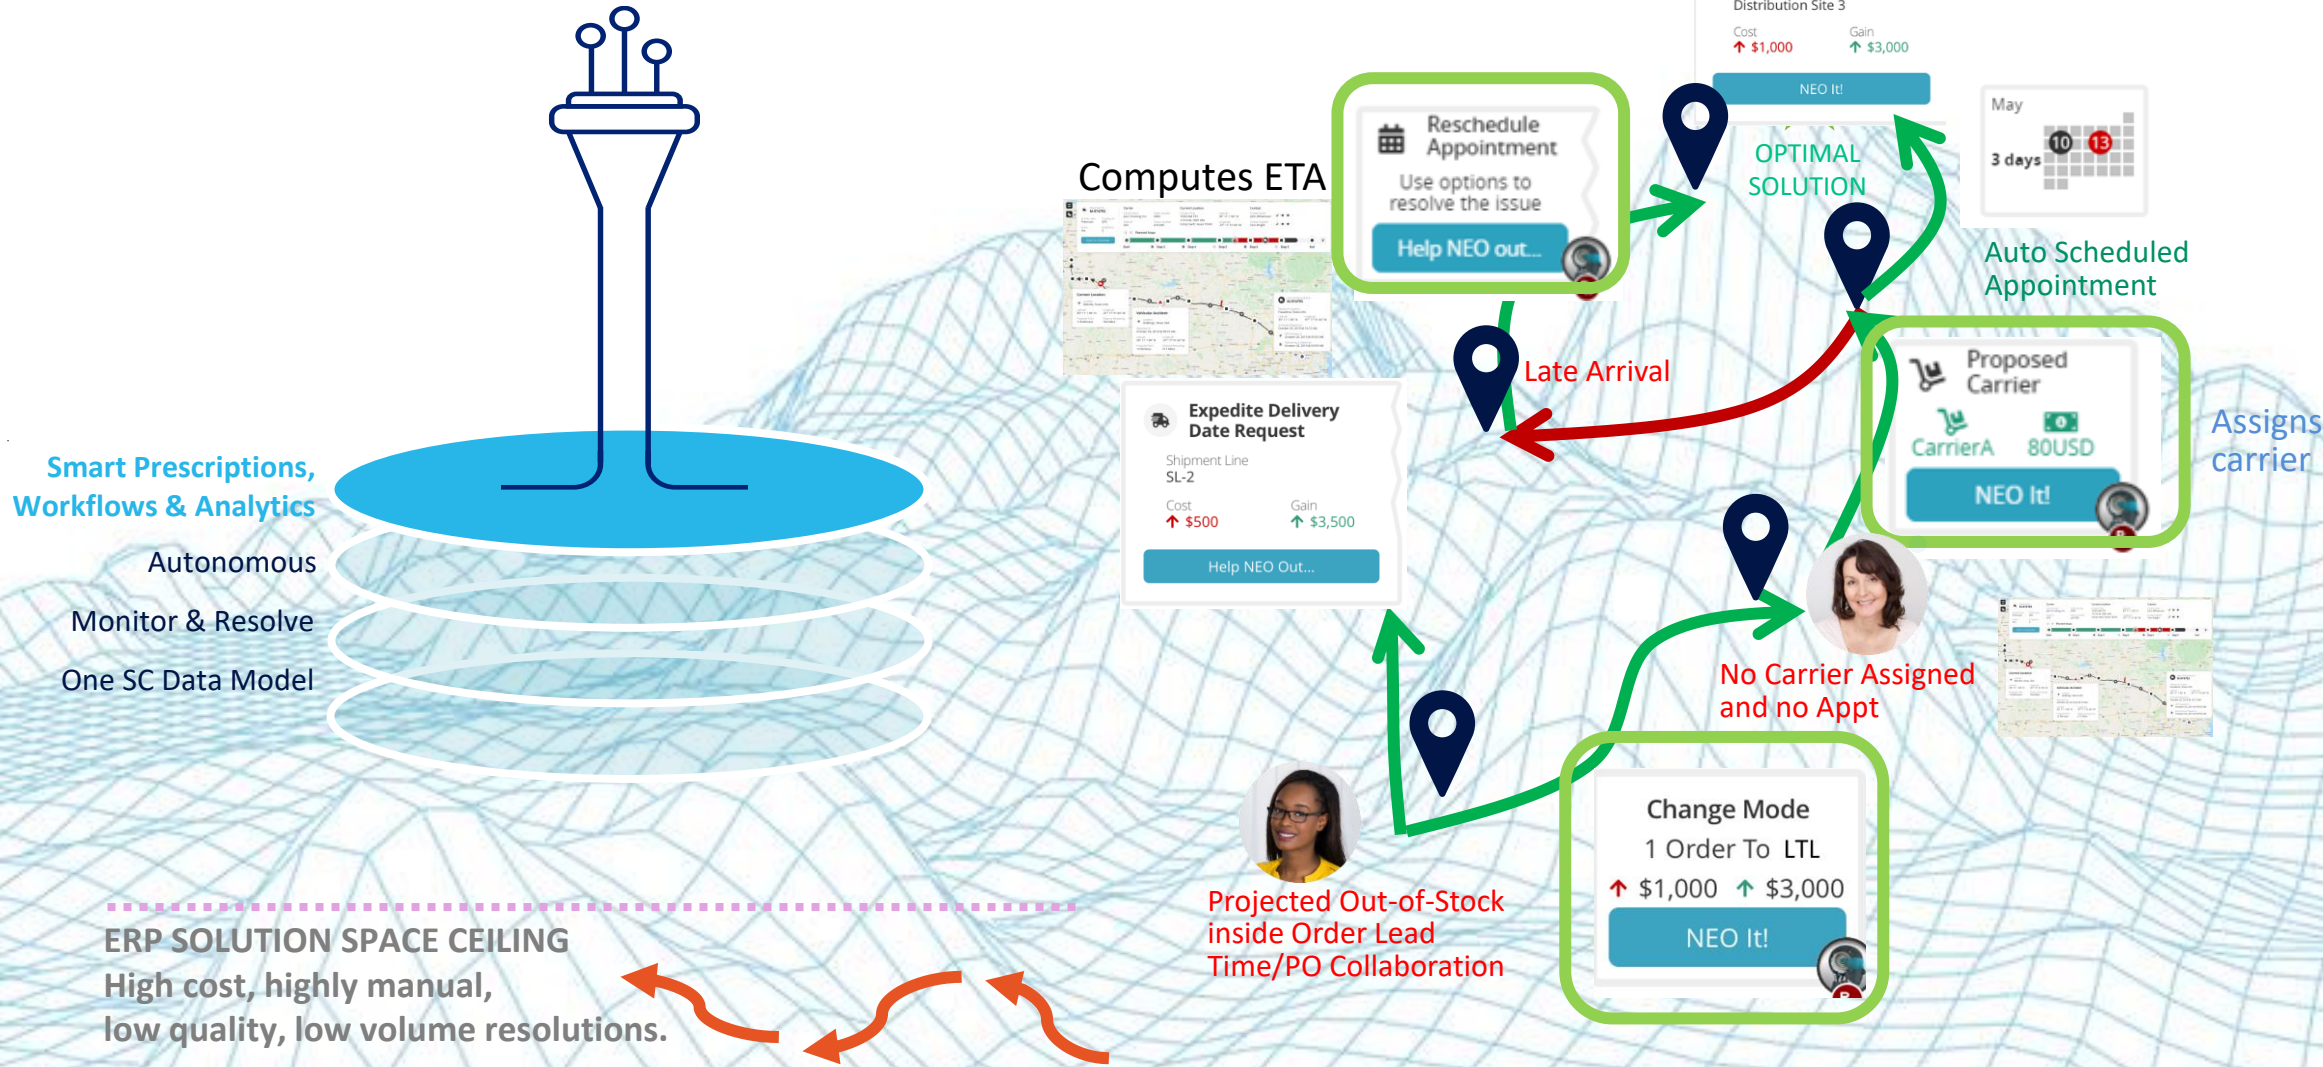 Distribution Site 3
Cost
Gain
$1,000
$3,000
NEO It!
OPTIMAL
SOLUTION
May
10
13
3 days
Auto Scheduled
Appointment
Reschedule
Appointment
Use options to
resolve the issue
Help NEO out...
Computes ETA
Late Arrival
Proposed
Carrier
CarrierA
80USD
NEO It!
Assigns
carrier
Expedite Delivery
Date Request
Shipment Line
SL-2
Cost
Gain
$500
$3,500
Help NEO Out...
Smart Prescriptions,
Workflows & Analytics
Autonomous
Monitor & Resolve
One SC Data Model
No Carrier Assigned
and no Appt
Change Mode
1 Order To LTL
$1,000 $3,000
NEO It!
Projected Out-of-Stock
inside Order Lead
Time/PO Collaboration
ERP SOLUTION SPACE CEILING
High cost, highly manual,
low quality, low volume resolutions.